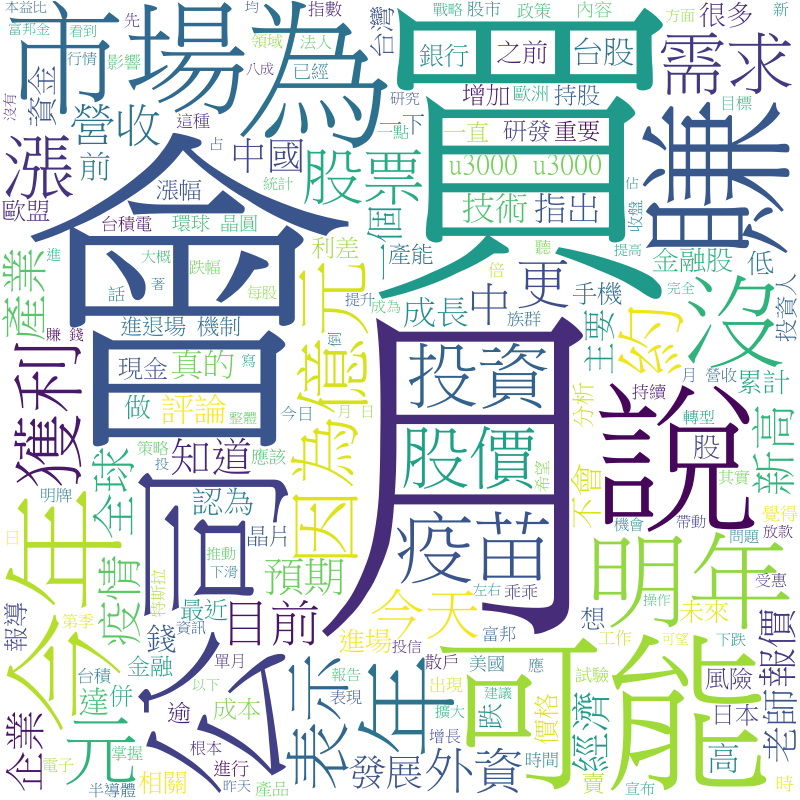 本益比
先
均
戰略
股市
政策
內容
新
富邦金
看到
市場
為
領域
法人
指數
台灣
買
方面
很多
行情
影響
八成
已經
銀行
之前
台股
需求
沒有
資金
營收
這種
研究
增加
歐洲
持股
目標
漲
前
中國
占
會
股票
一點
一直
研發
重要
賺
歐盟
漲幅
統計
個
u3000 u3000
技術
指出
佔
收盤
台積電
環球
晶圓
利差
產能
聽
提高
金融股
低
產業
進
大概
跌幅
億元
一下
倍
更
沒
約
話
著
每股
提升
成為
成長
中
手機
完全
投資人
賺 錢
進退場
機制
族群
主要
獲利
現金
真的
寫
創
投資
月
說
月 營收
累計
做
評論
整體
今日
月 日
因為
股價
分析
持續
轉型
新高
今年
全球
知道
策略
投
應該
希望
不會
股
其實
明牌
認為
疫苗
機會
帶動
覺得
放款
日
疫情
推動
下滑
晶片
預期
問題
受惠
公司
可能
明年
報導
第季
特斯拉
最近
資訊
目前
今天
左右
乖乖
想
操作
未來
報價
企業
元
錢
進場
投信
富邦
工作
可望
下跌
老師
台積
金融
單月
表示
年
報告
散戶
美國
應
試驗
風險
達
併
逾
成本
表現
出現
跌
建議
價格
經濟
日本
以下
擴大
電子
掌握
根本
進行
發展
外資
增長
時間
賣
高
半導體
相關
昨天
產品
宣布
時